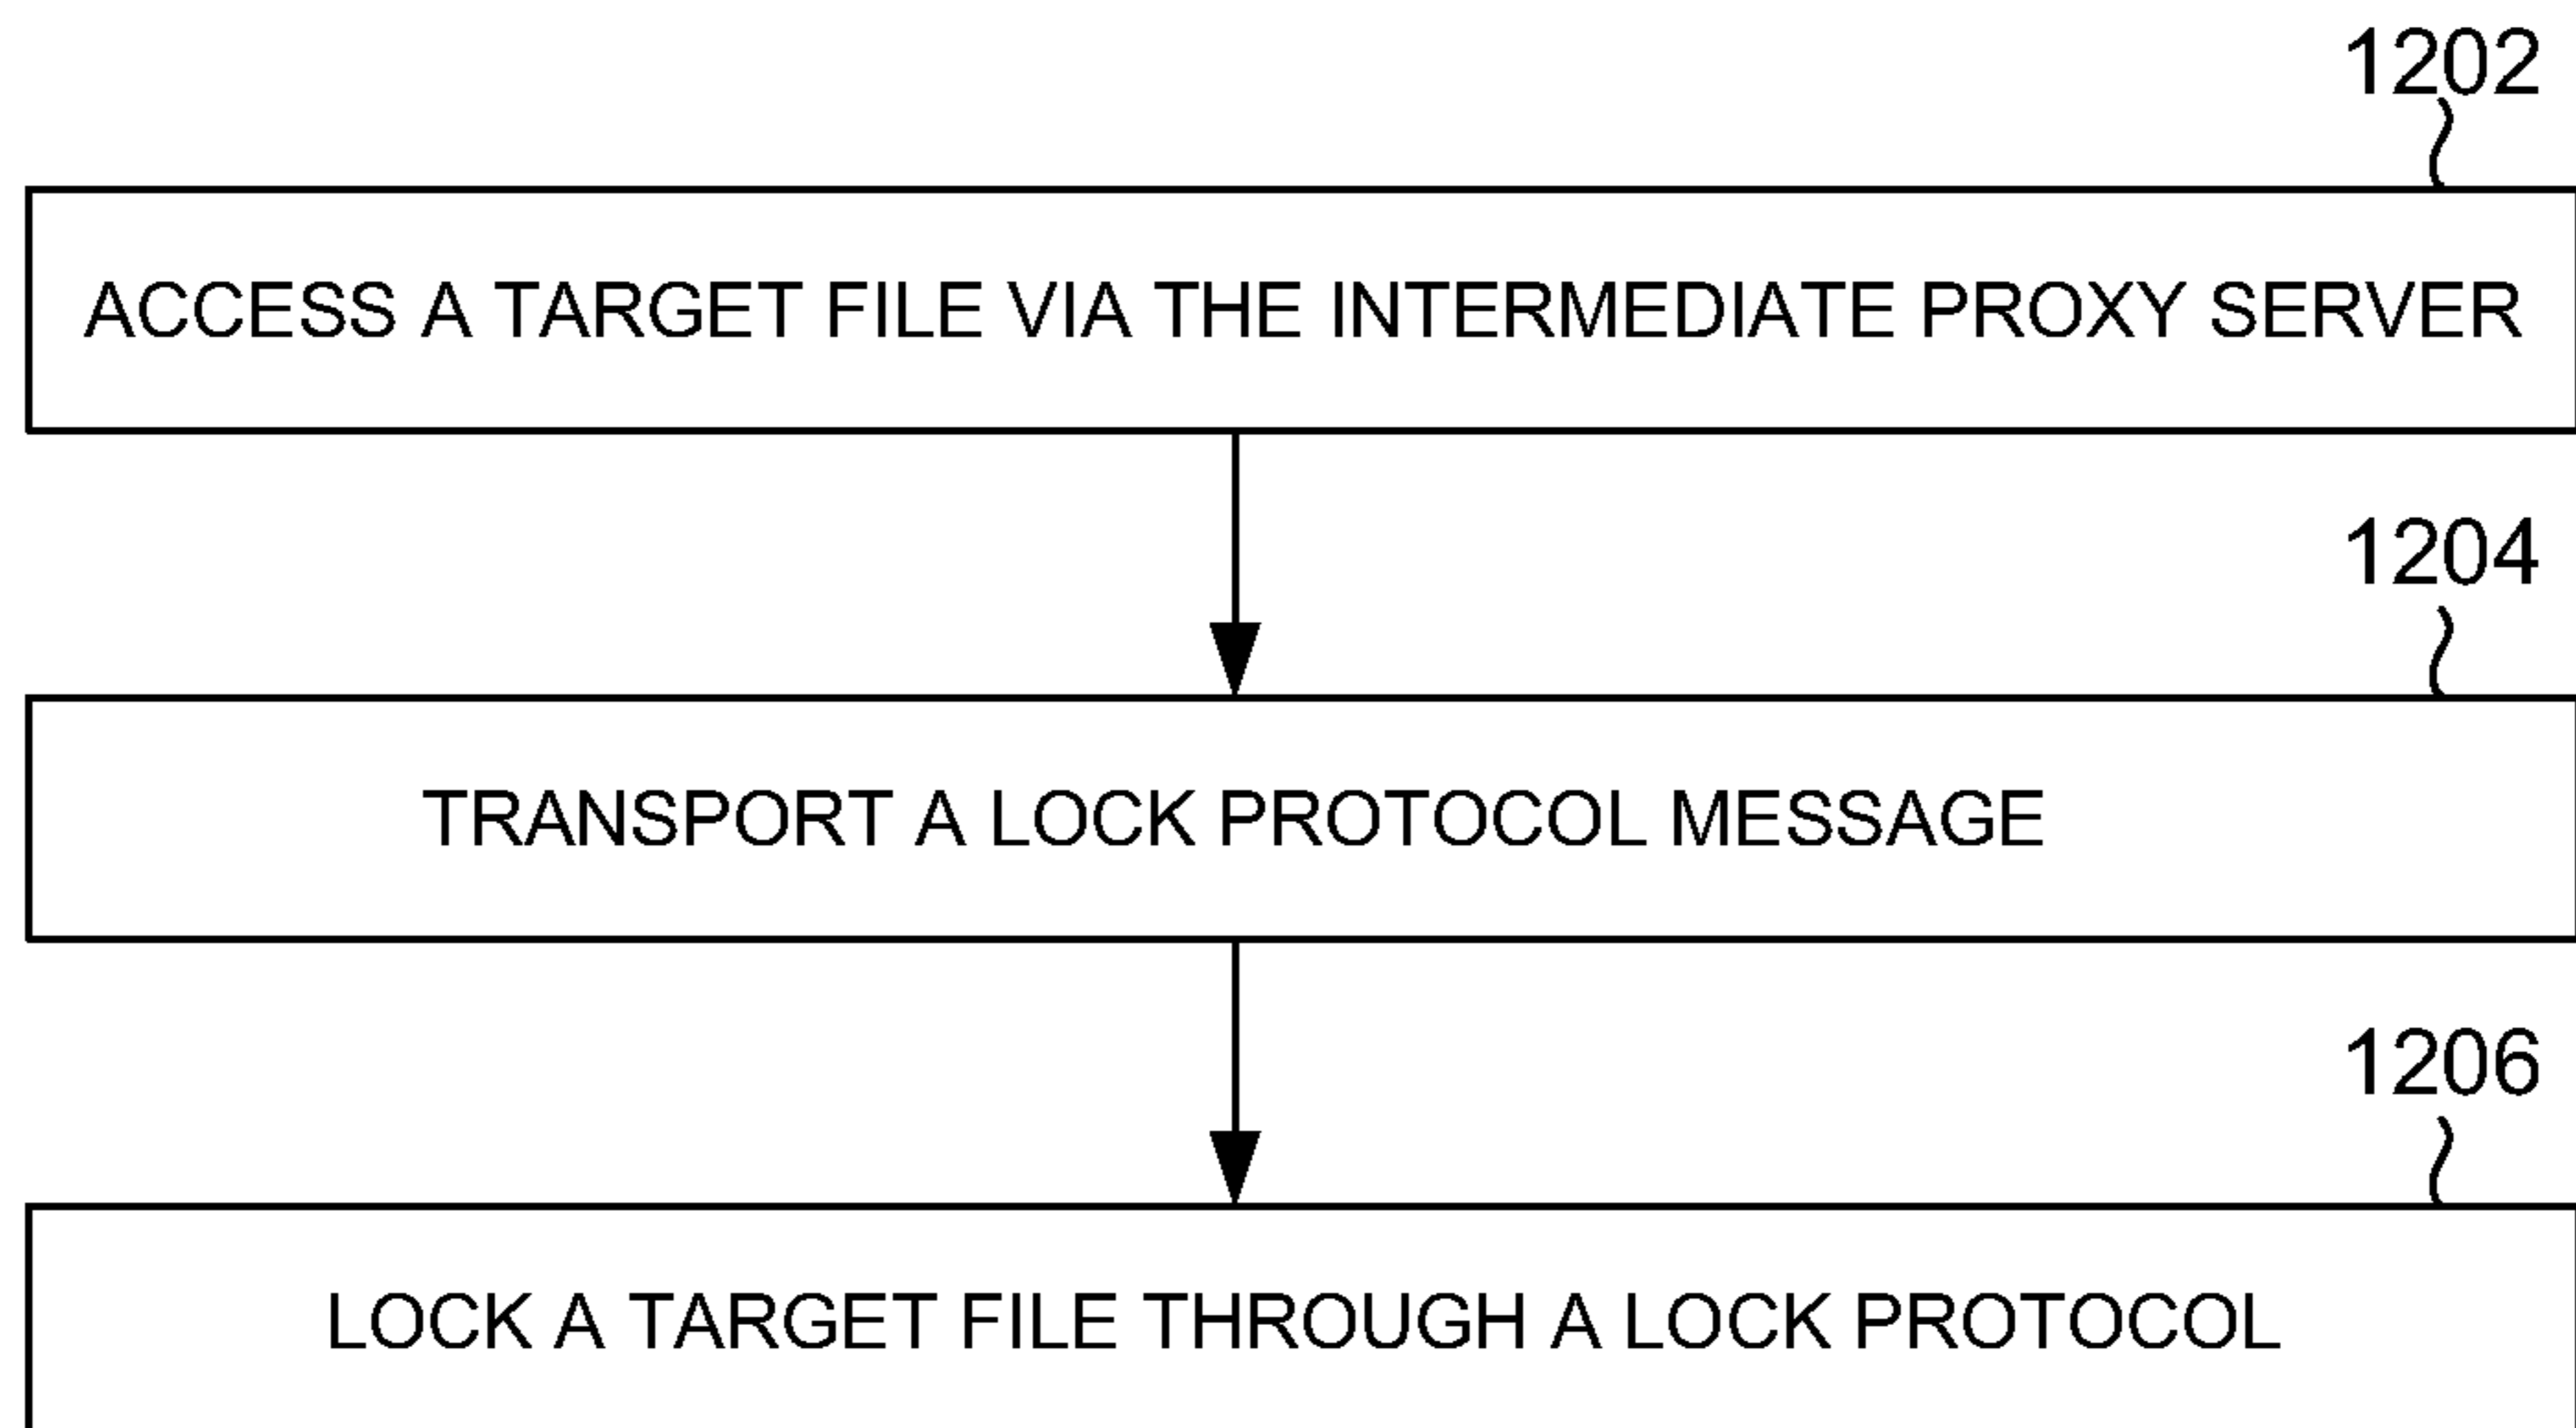 1202
ACCESS A TARGET FILE VIA THE INTERMEDIATE PROXY SERVER
1204
TRANSPORT A LOCK PROTOCOL MESSAGE
1206
LOCK A TARGET FILE THROUGH A LOCK PROTOCOL